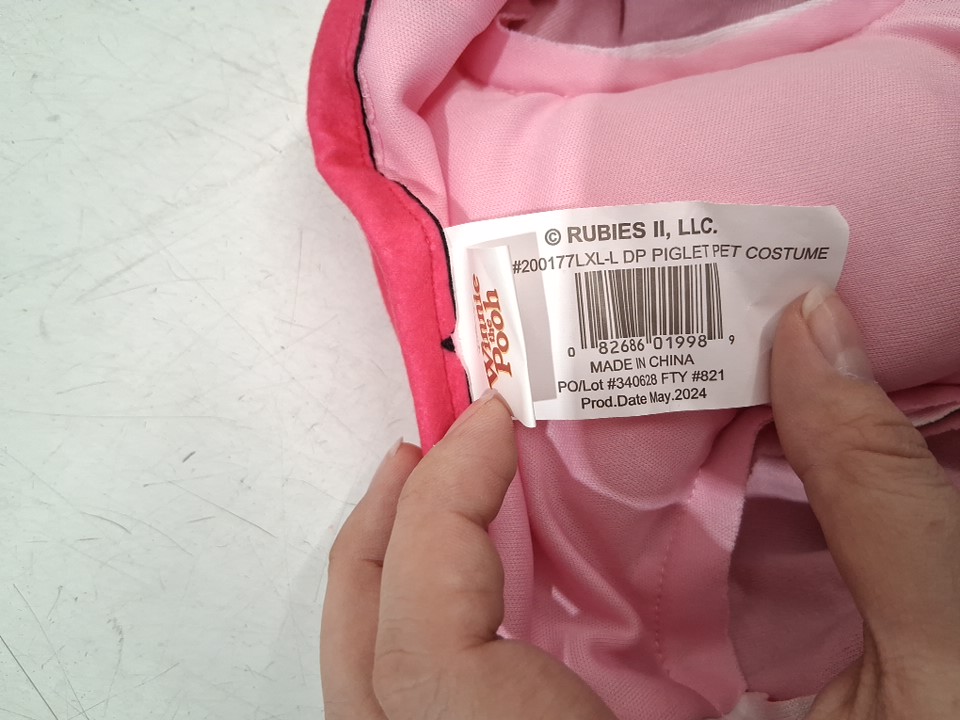 © RUBIES II, LLC.
#200177LXL-L DP PIGLET PET COSTUME
Winnie
the
Pooh
0 82686 01998 9
MADE IN CHINA
PO/Lot #340628 FTY #821
Prod.Date May.2024